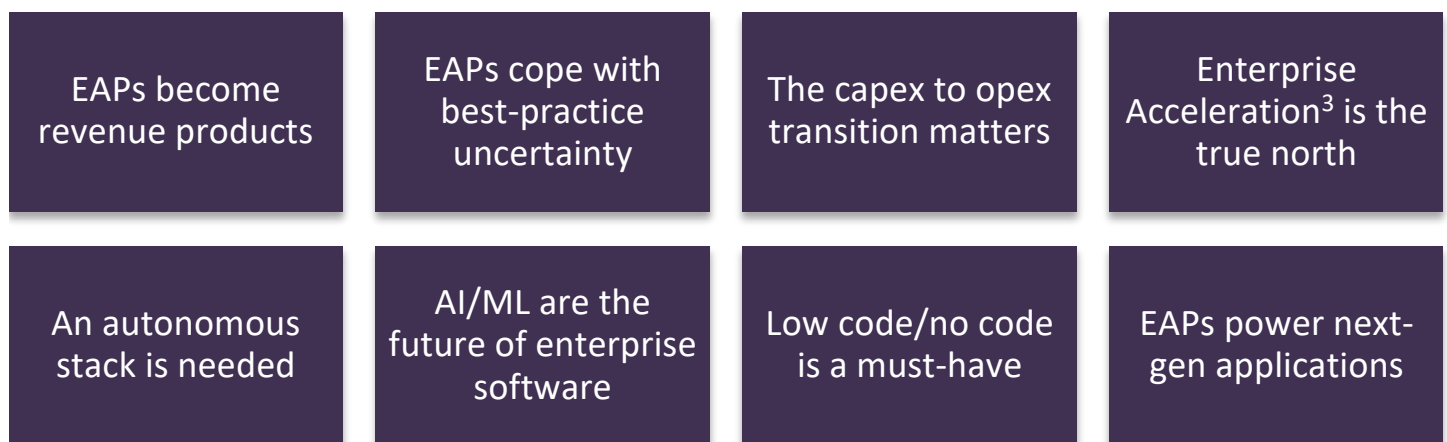 EAPs become
revenue products
EAPs cope with
best-practice
uncertainty
The capex to opex
transition matters
Enterprise
Acceleration³ is the
true north
An autonomous
stack is needed
AI/ML are the
future of enterprise
software
Low code/no code
is a must-have
EAPs power next-
gen applications